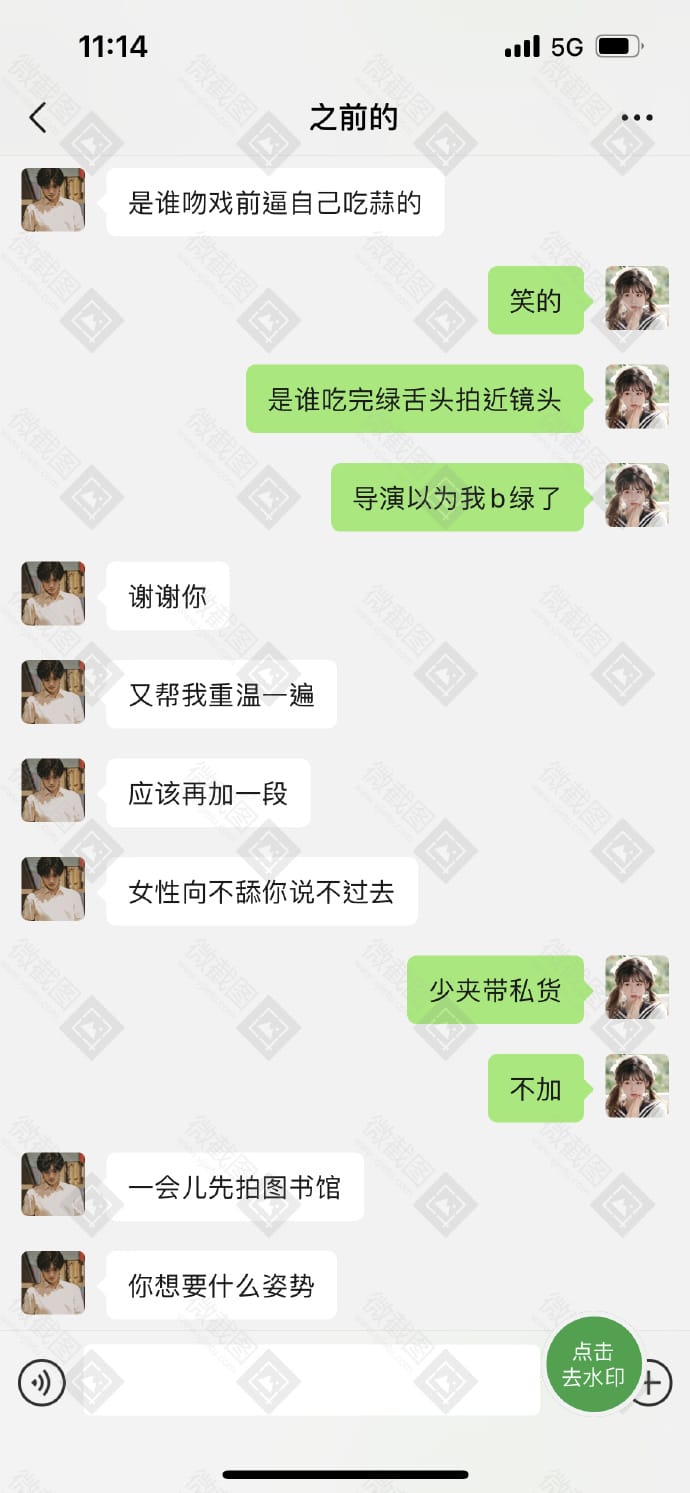 11:14
5G
之前的
是谁吻戏前逼自己吃蒜的
笑的
是谁吃完绿舌头拍近镜头
导演以为我b绿了
谢谢你
又帮我重温一遍
应该再加一段
女性向不舔你说不过去
少夹带私货
不加
一会儿先拍图书馆
你想要什么姿势
点击
去水印
微截图